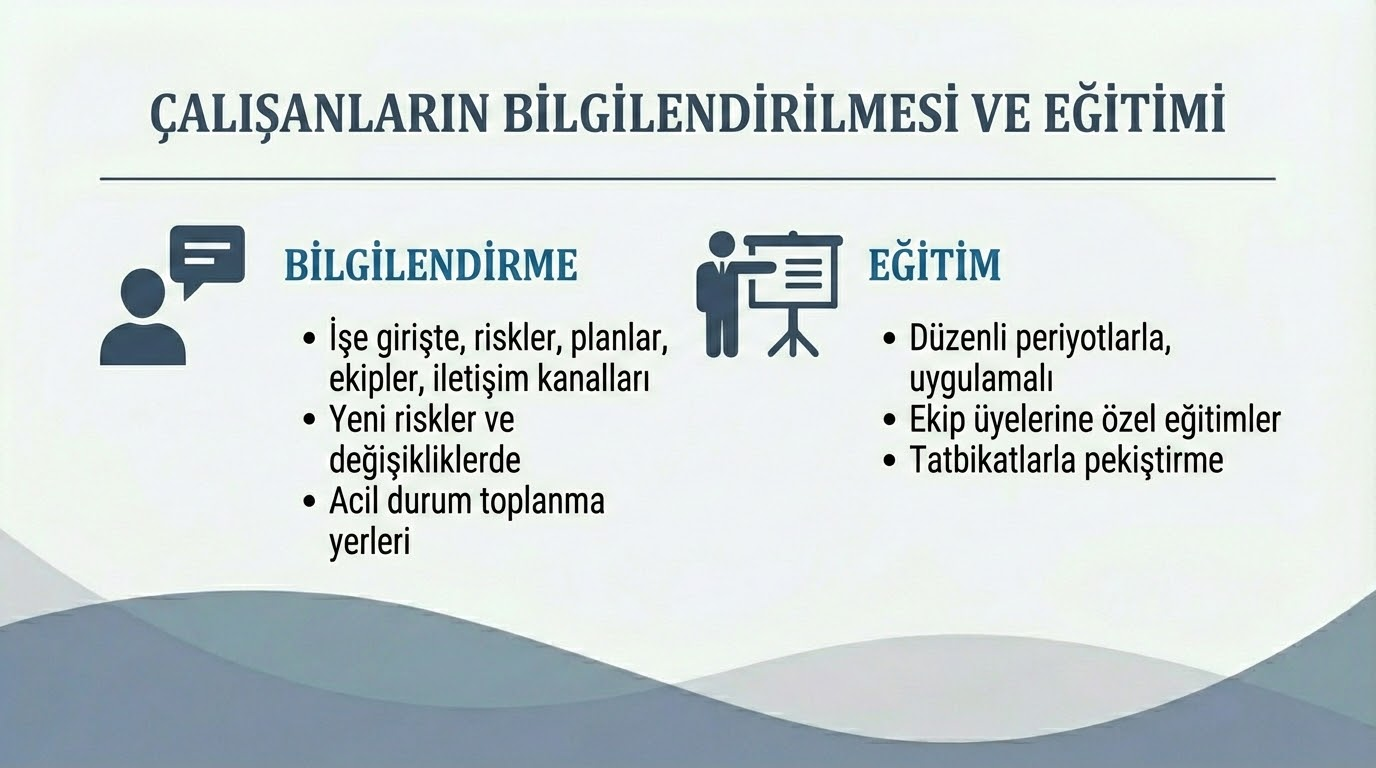 ÇALIŞANLARIN BİLGİLENDİRİLMESİ VE EĞİTİMİ
BİLGİLENDİRME
• İşe girişte, riskler, planlar,
ekipler, iletişim kanalları
• Yeni riskler ve
değişikliklerde
• Acil durum toplanma
yerleri
EĞİTİM
• Düzenli periyotlarla,
uygulamalı
• Ekip üyelerine özel eğitimler
• Tatbikatlarla pekiştirme